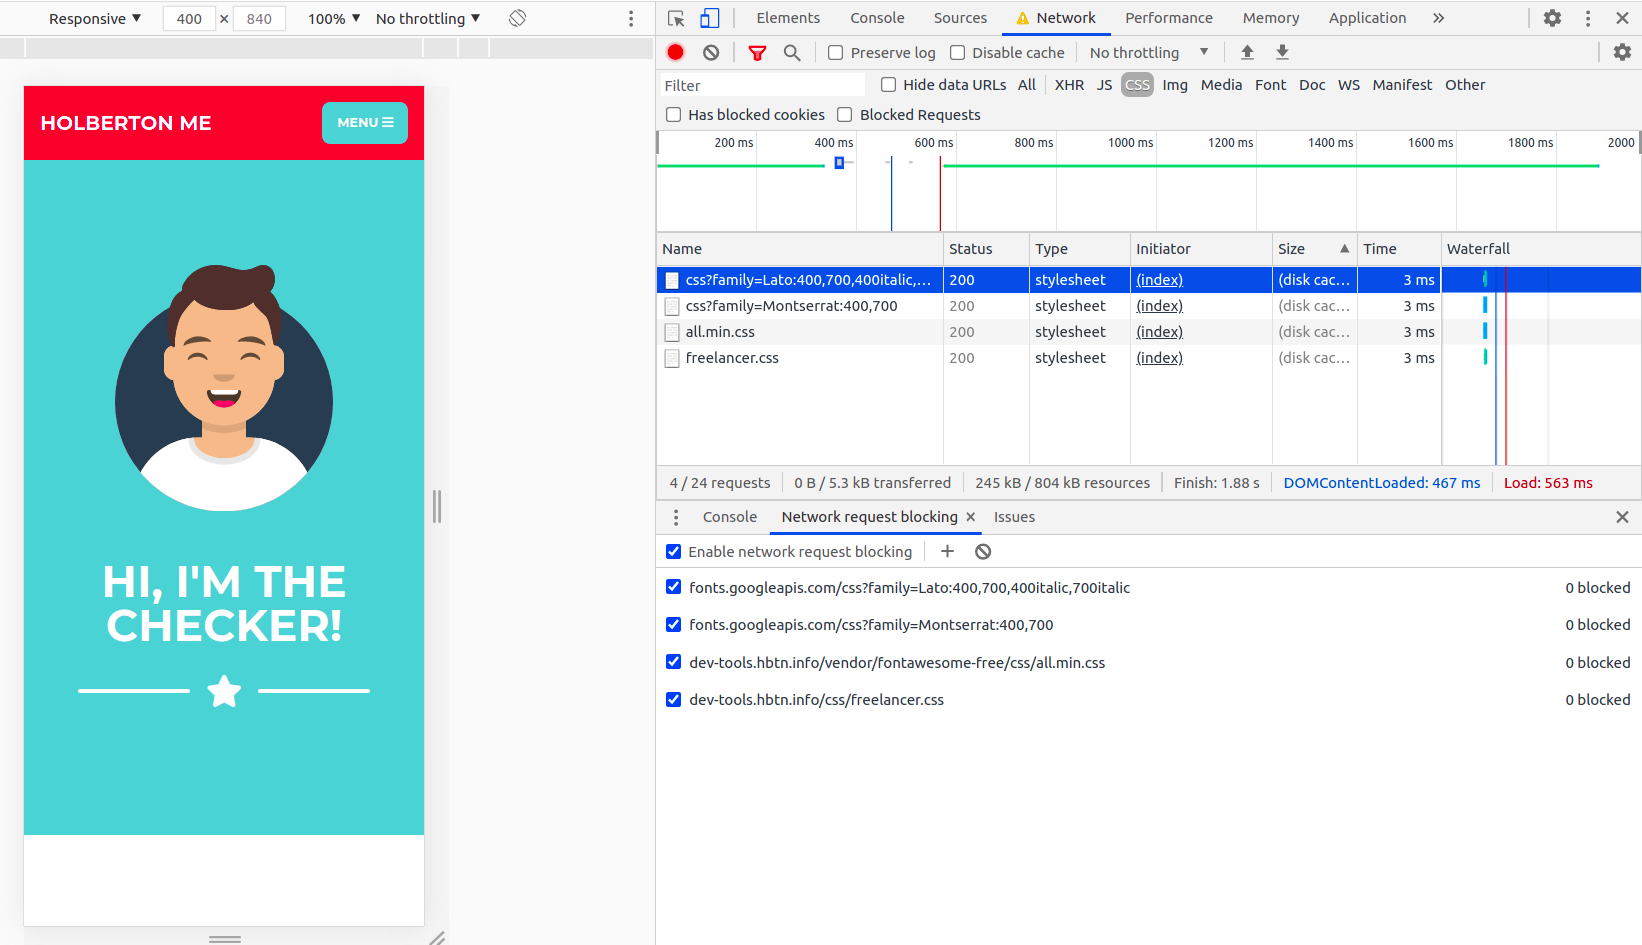 Responsive 400 × 840 100% No throttling
HOLBERTON ME
MENU
HI, I'M THE
CHECKER!
Elements Console Sources Network Performance Memory Application »
Preserve log Disable cache No throttling
Filter Hide data URLs All XHR JS CSS Img Media Font Doc WS Manifest Other
Has blocked cookies Blocked Requests
200 ms 400 ms 600 ms 800 ms 1000 ms 1200 ms 1400 ms 1600 ms 1800 ms 2000
Name Status Type Initiator Size Time Waterfall
css?family=Lato:400,700,400italic,… 200 stylesheet (index) (disk cac… 3 ms
css?family=Montserrat:400,700 200 stylesheet (index) (disk cac… 3 ms
all.min.css 200 stylesheet (index) (disk cac… 3 ms
freelancer.css 200 stylesheet (index) (disk cac… 3 ms
4 / 24 requests 0 B / 5.3 kB transferred 245 kB / 804 kB resources Finish: 1.88 s DOMContentLoaded: 467 ms Load: 563 ms
Console Network request blocking × Issues
Enable network request blocking
fonts.googleapis.com/css?family=Lato:400,700,400italic,700italic 0 blocked
fonts.googleapis.com/css?family=Montserrat:400,700 0 blocked
dev-tools.hbtn.info/vendor/fontawesome-free/css/all.min.css 0 blocked
dev-tools.hbtn.info/css/freelancer.css 0 blocked